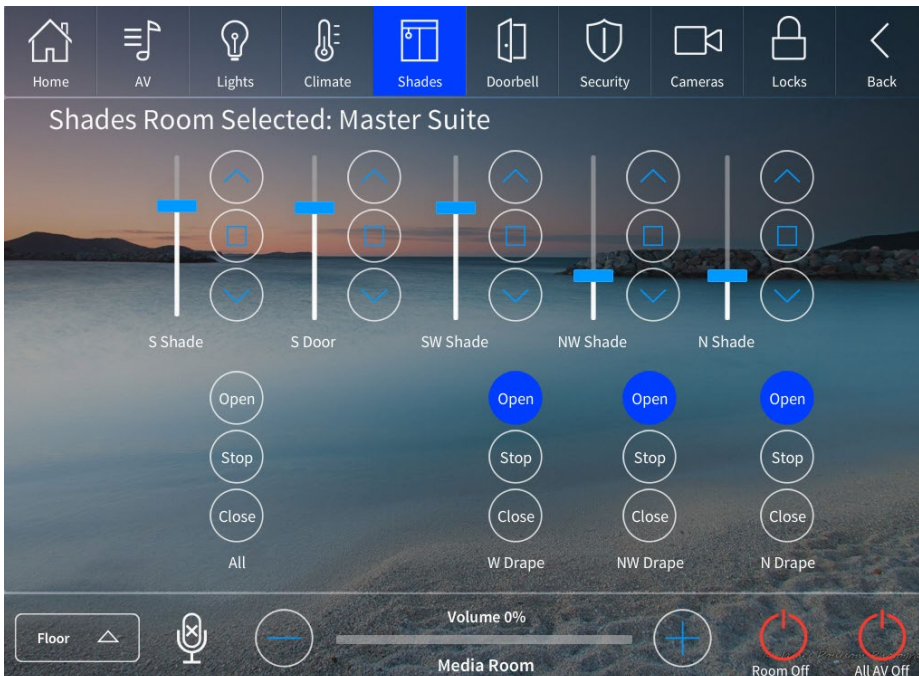 Home AV Lights Climate Shades Doorbell Security Cameras Locks Back
Shades Room Selected: Master Suite
S Shade S Door SW Shade NW Shade N Shade
Open Open Open Open
Stop Stop Stop Stop
Close Close Close Close
All W Drape NW Drape N Drape
Volume 0%
Floor
Media Room
Room Off All AV Off